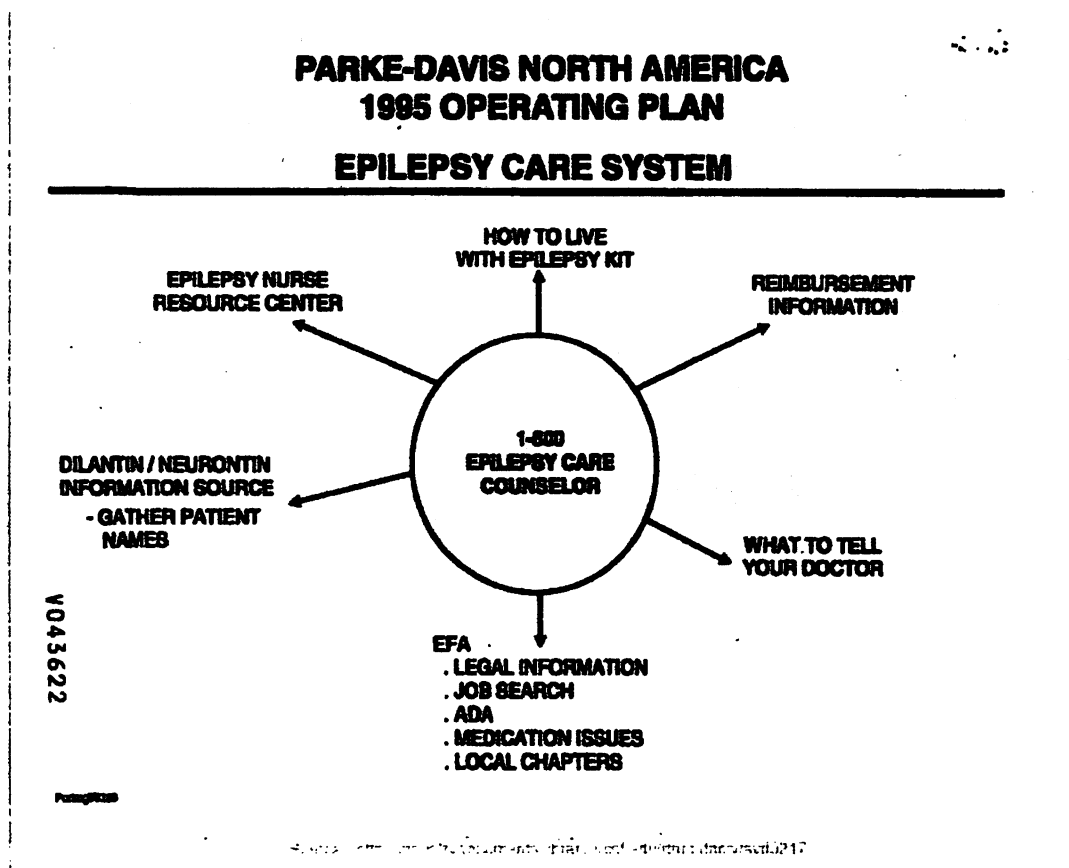 PARKE-DAVIS NORTH AMERICA
1995 OPERATING PLAN
EPILEPSY CARE SYSTEM
HOW TO LIVE
WITH EPILEPSY KIT
EPILEPSY NURSE
RESOURCE CENTER
REIMBURSEMENT
INFORMATION
1-800
EPILEPSY CARE
COUNSELOR
DILANTIN / NEURONTIN
INFORMATION SOURCE
- GATHER PATIENT
NAMES
WHAT TO TELL
YOUR DOCTOR
EFA
. LEGAL INFORMATION
. JOB SEARCH
. ADA
. MEDICATION ISSUES
. LOCAL CHAPTERS
V043622